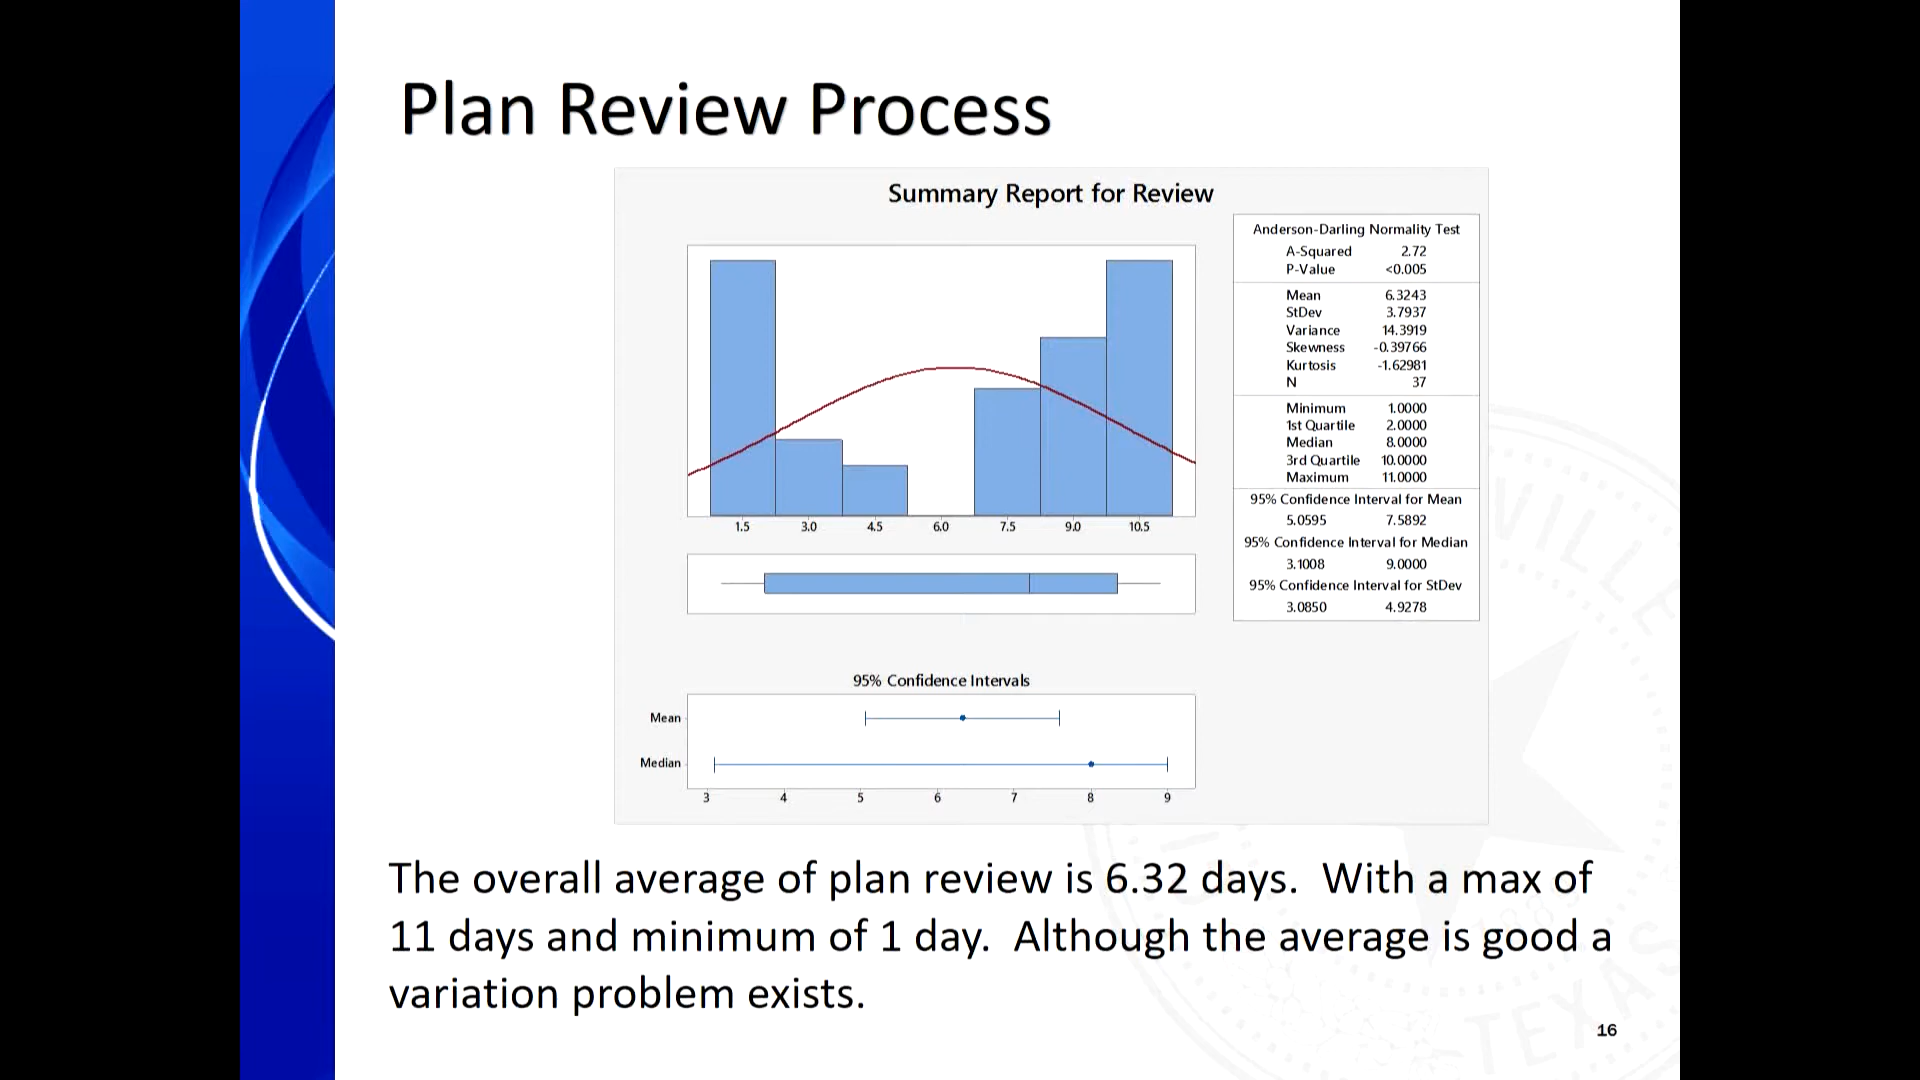 Plan Review Process
Summary Report for Review
1.5 3.0 4.5 6.0 7.5 9.0 10.5
95% Confidence Intervals
Mean
Median
3 4 5 6 7 8 9
Anderson-Darling Normality Test
A-Squared 2.72
P-Value <0.005
Mean 6.3243
StDev 3.7937
Variance 14.3919
Skewness -0.39766
Kurtosis -1.62981
N 37
Minimum 1.0000
1st Quartile 2.0000
Median 8.0000
3rd Quartile 10.0000
Maximum 11.0000
95% Confidence Interval for Mean
5.0595 7.5892
95% Confidence Interval for Median
3.1008 9.0000
95% Confidence Interval for StDev
3.0850 4.9278
The overall average of plan review is 6.32 days. With a max of
11 days and minimum of 1 day. Although the average is good a
variation problem exists.
TEXAS
16